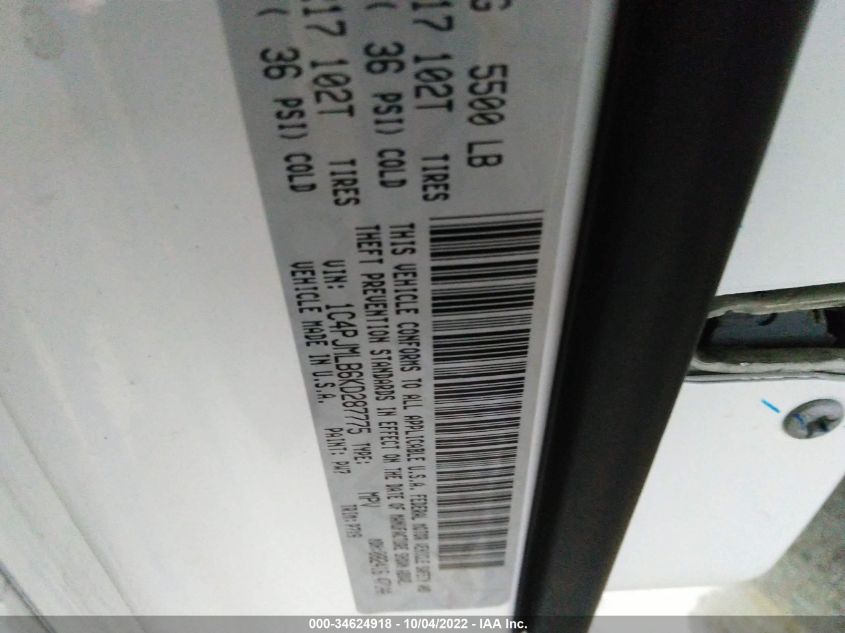 G 5500 LB
17 102T TIRES
( 36 PSI) COLD
17 102T TIRES
( 36 PSI) COLD
THIS VEHICLE CONFORMS TO ALL APPLICABLE U.S.A. FEDERAL MOTOR VEHICLE SAFETY AND
THEFT PREVENTION STANDARDS IN EFFECT ON THE DATE OF MANUFACTURE SHOWN ABOVE.
VIN: 1C4PJMLB6KD287775 TYPE: MPV
VEHICLE MADE IN U.S.A. PAINT: PW7 TRIM:
000-34624918 - 10/04/2022 - IAA Inc.